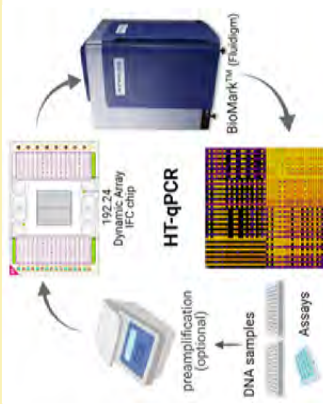 DNA samples
Assays
preamplification
(optional)
192.24
Dynamic Array
IFC chip
HT-qPCR
BioMark™ (Fluidigm)